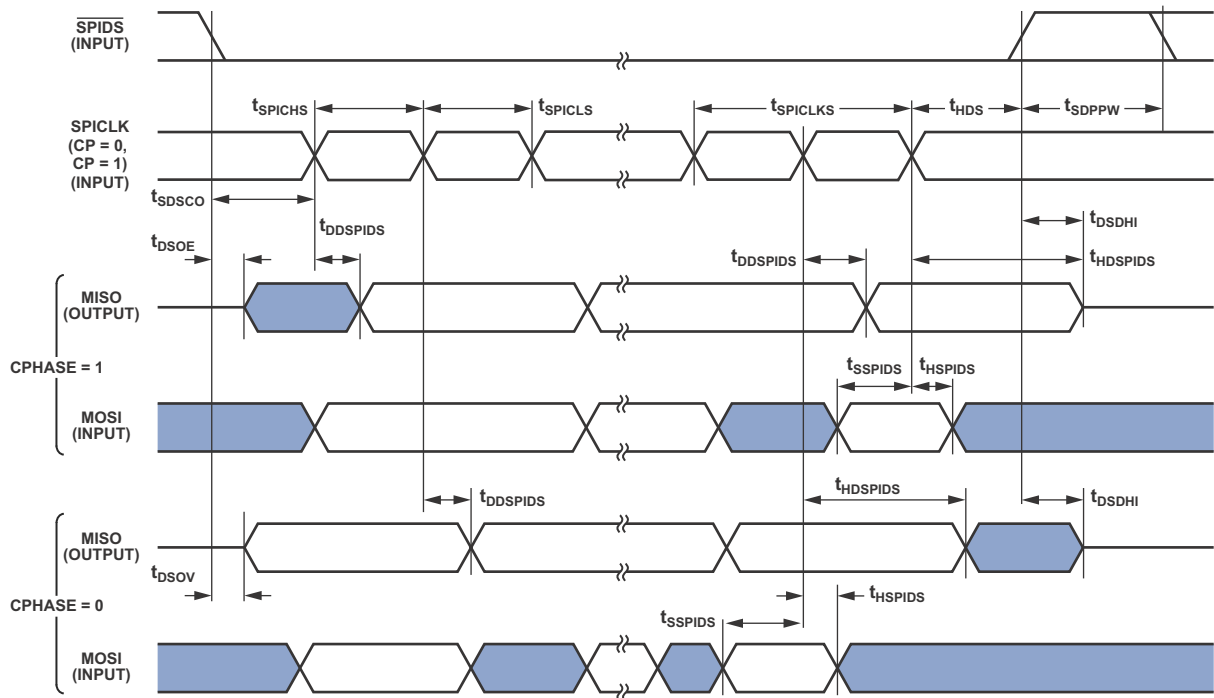 SPIDS
(INPUT)
tSPICHS
tSPICLS
tSPICLKS
tHDS
tSDPPW
SPICLK
(CP = 0,
CP = 1)
(INPUT)
tSDSCO
tDDSPIDS
tDSOE
tDSDHI
tDDSPIDS
tHDSPIDS
MISO
(OUTPUT)
CPHASE = 1
tSSPIDS
tHSPIDS
MOSI
(INPUT)
tDDSPIDS
tHDSPIDS
tDSDHI
MISO
(OUTPUT)
tDSOV
CPHASE = 0
tHSPIDS
tSSPIDS
MOSI
(INPUT)